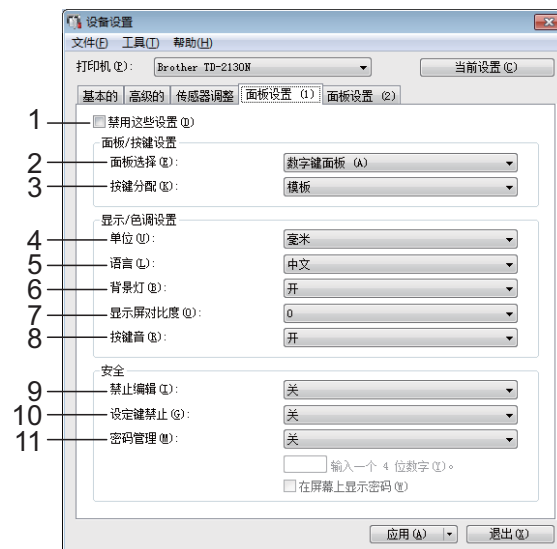 设备设置
文件(F) 工具(T) 帮助(H)
打印机(P): Brother TD-2130N 当前设置(C)
基本的 高级的 传感器调整 面板设置 (1) 面板设置 (2)
1 禁用这些设置(D)
面板/按键设置
2 面板选择(E): 数字键面板 (A)
3 按键分配(K): 模板
显示/色调设置
4 单位(U): 毫米
5 语言(L): 中文
6 背景灯(B): 开
7 显示屏对比度(O): 0
8 按键音(R): 开
安全
9 禁止编辑(I): 关
10 设定键禁止(G): 关
11 密码管理(M): 关
输入一个 4 位数字(Y)。
在屏幕上显示密码(W)
应用(A) 退出(X)